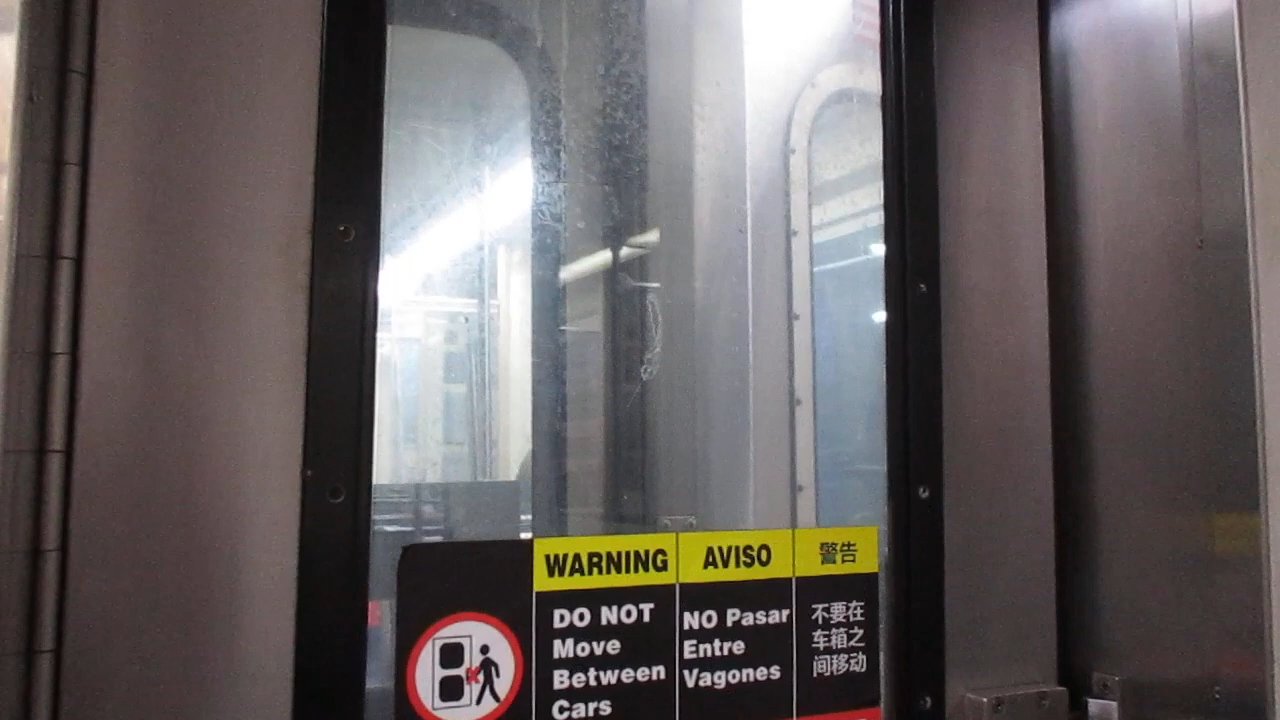 WARNING
DO NOT
Move
Between
Cars
AVISO
NO Pasar
Entre
Vagones
警告
不要在
车箱之
间移动